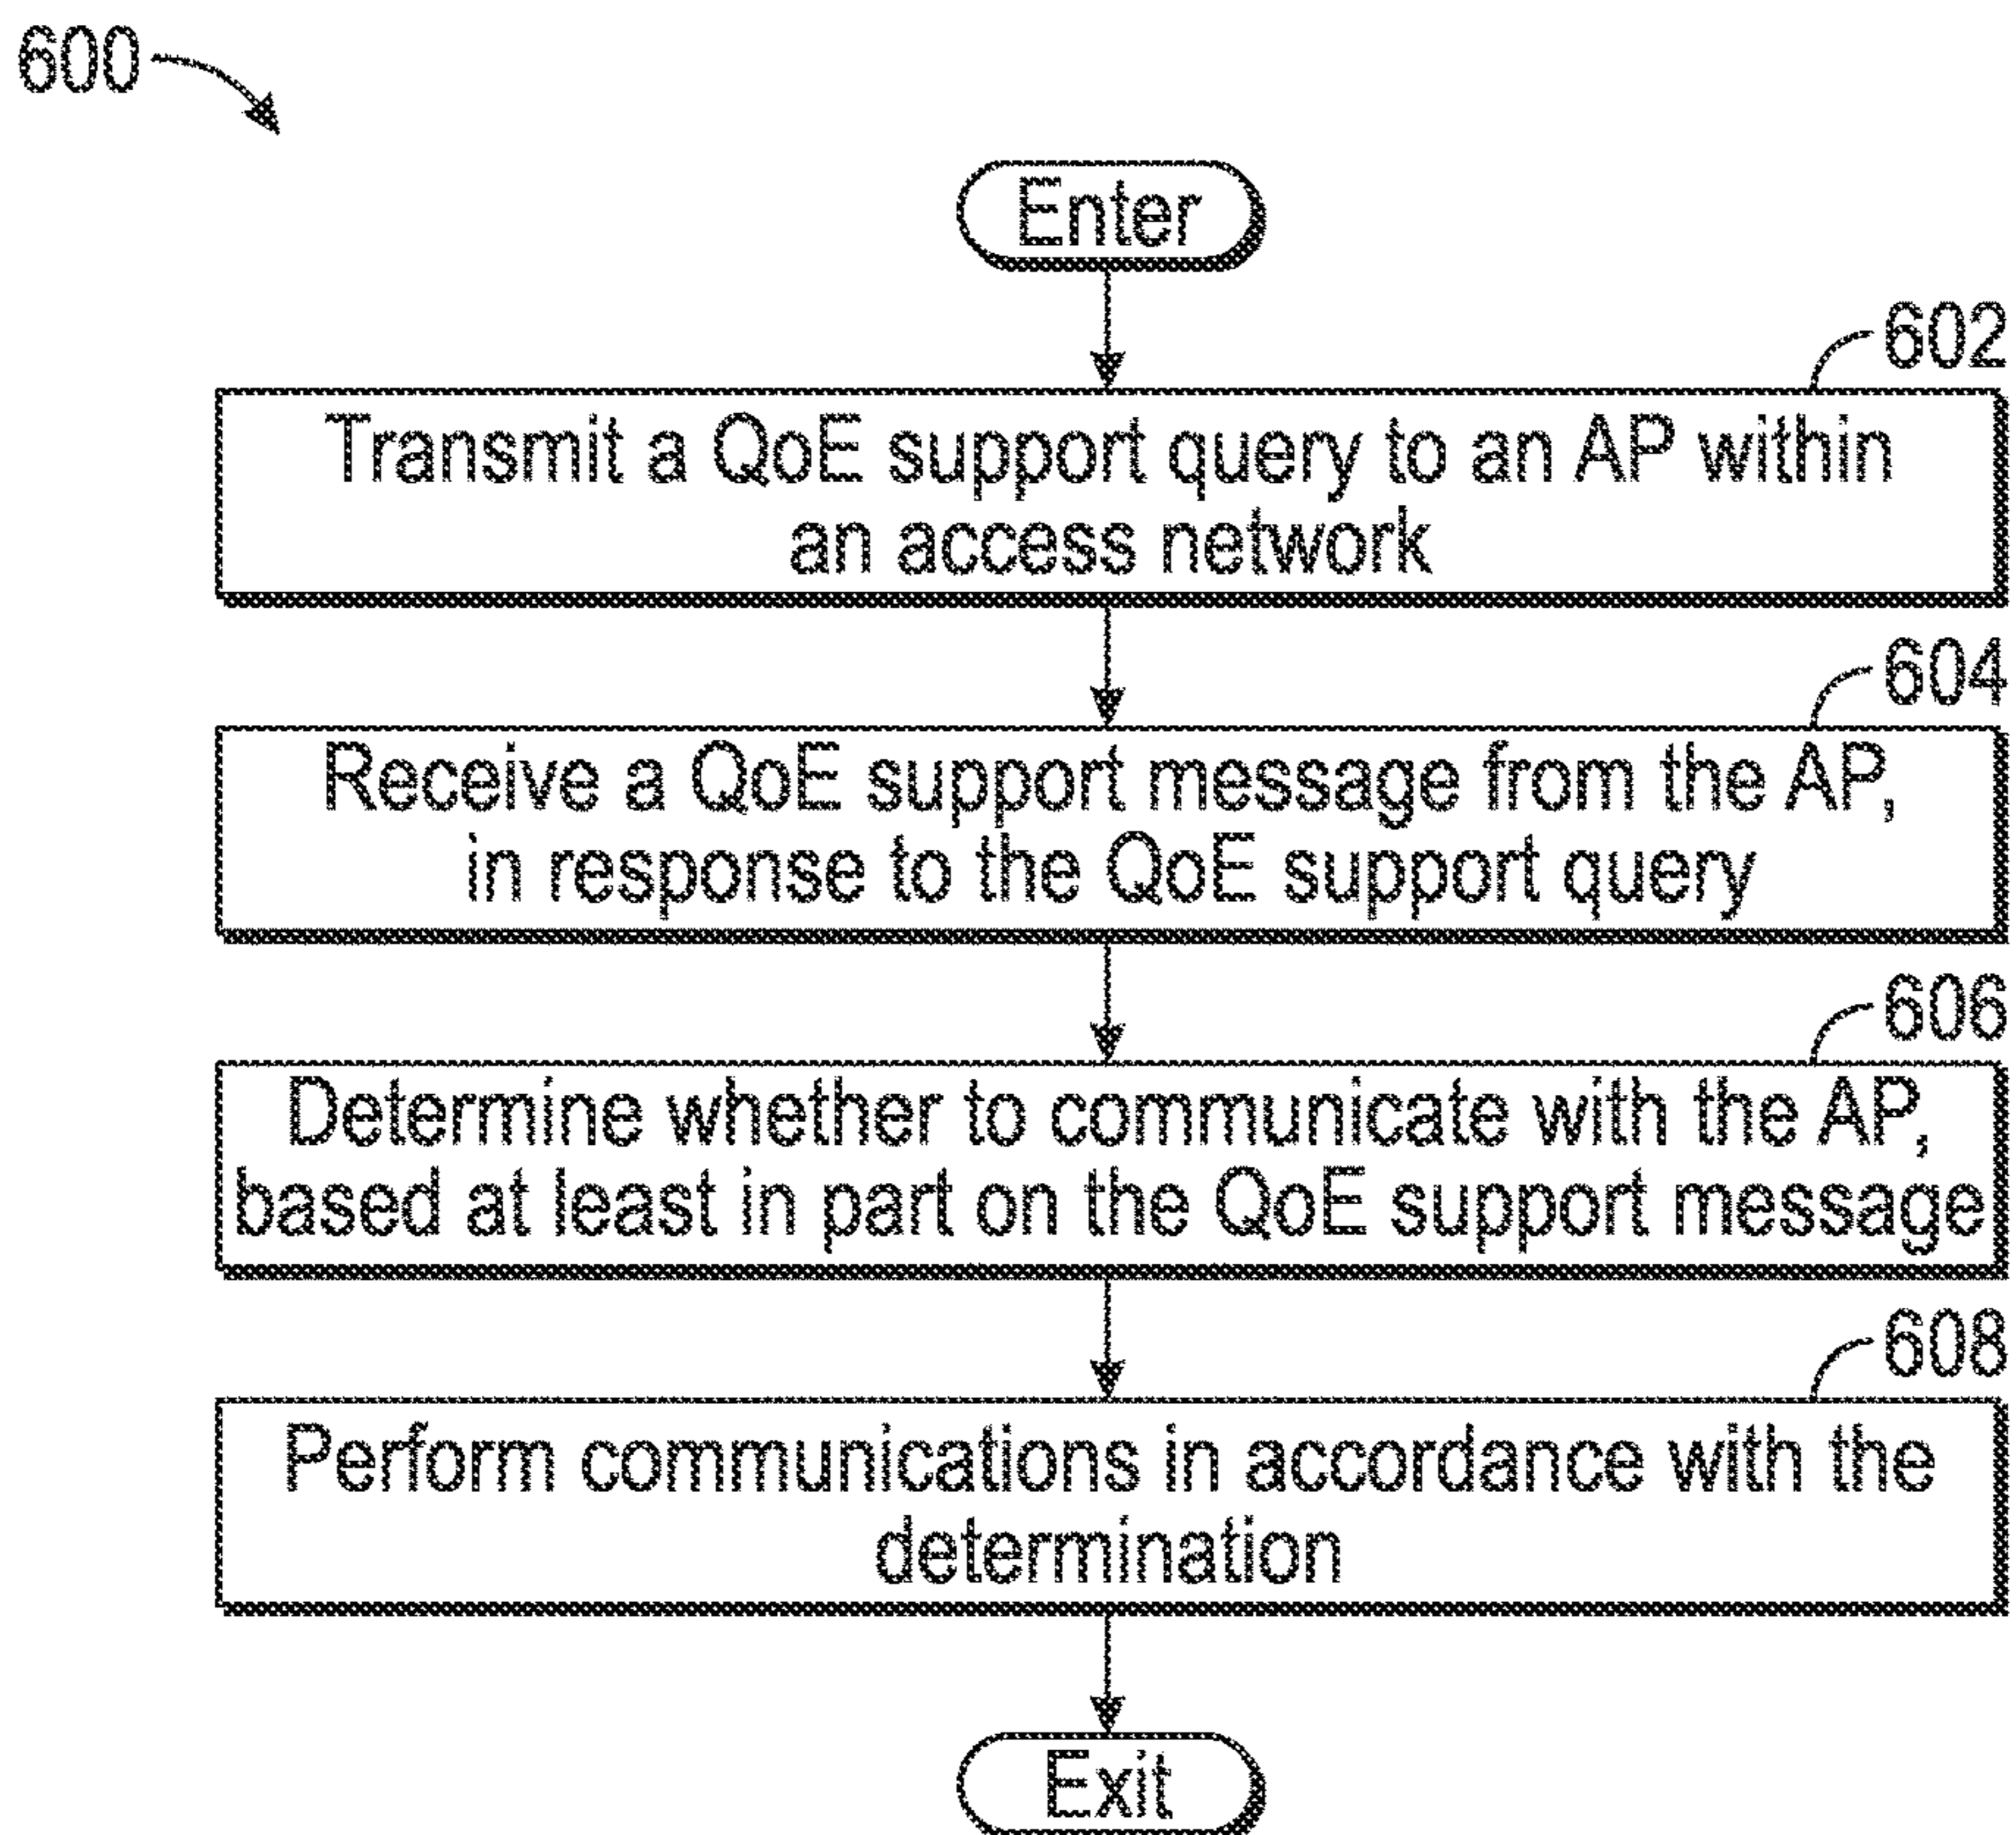 600
Enter
602
Transmit a QoE support query to an AP within
an access network
604
Receive a QoE support message from the AP,
in response to the QoE support query
606
Determine whether to communicate with the AP,
based at least in part on the QoE support message
608
Perform communications in accordance with the
determination
Exit